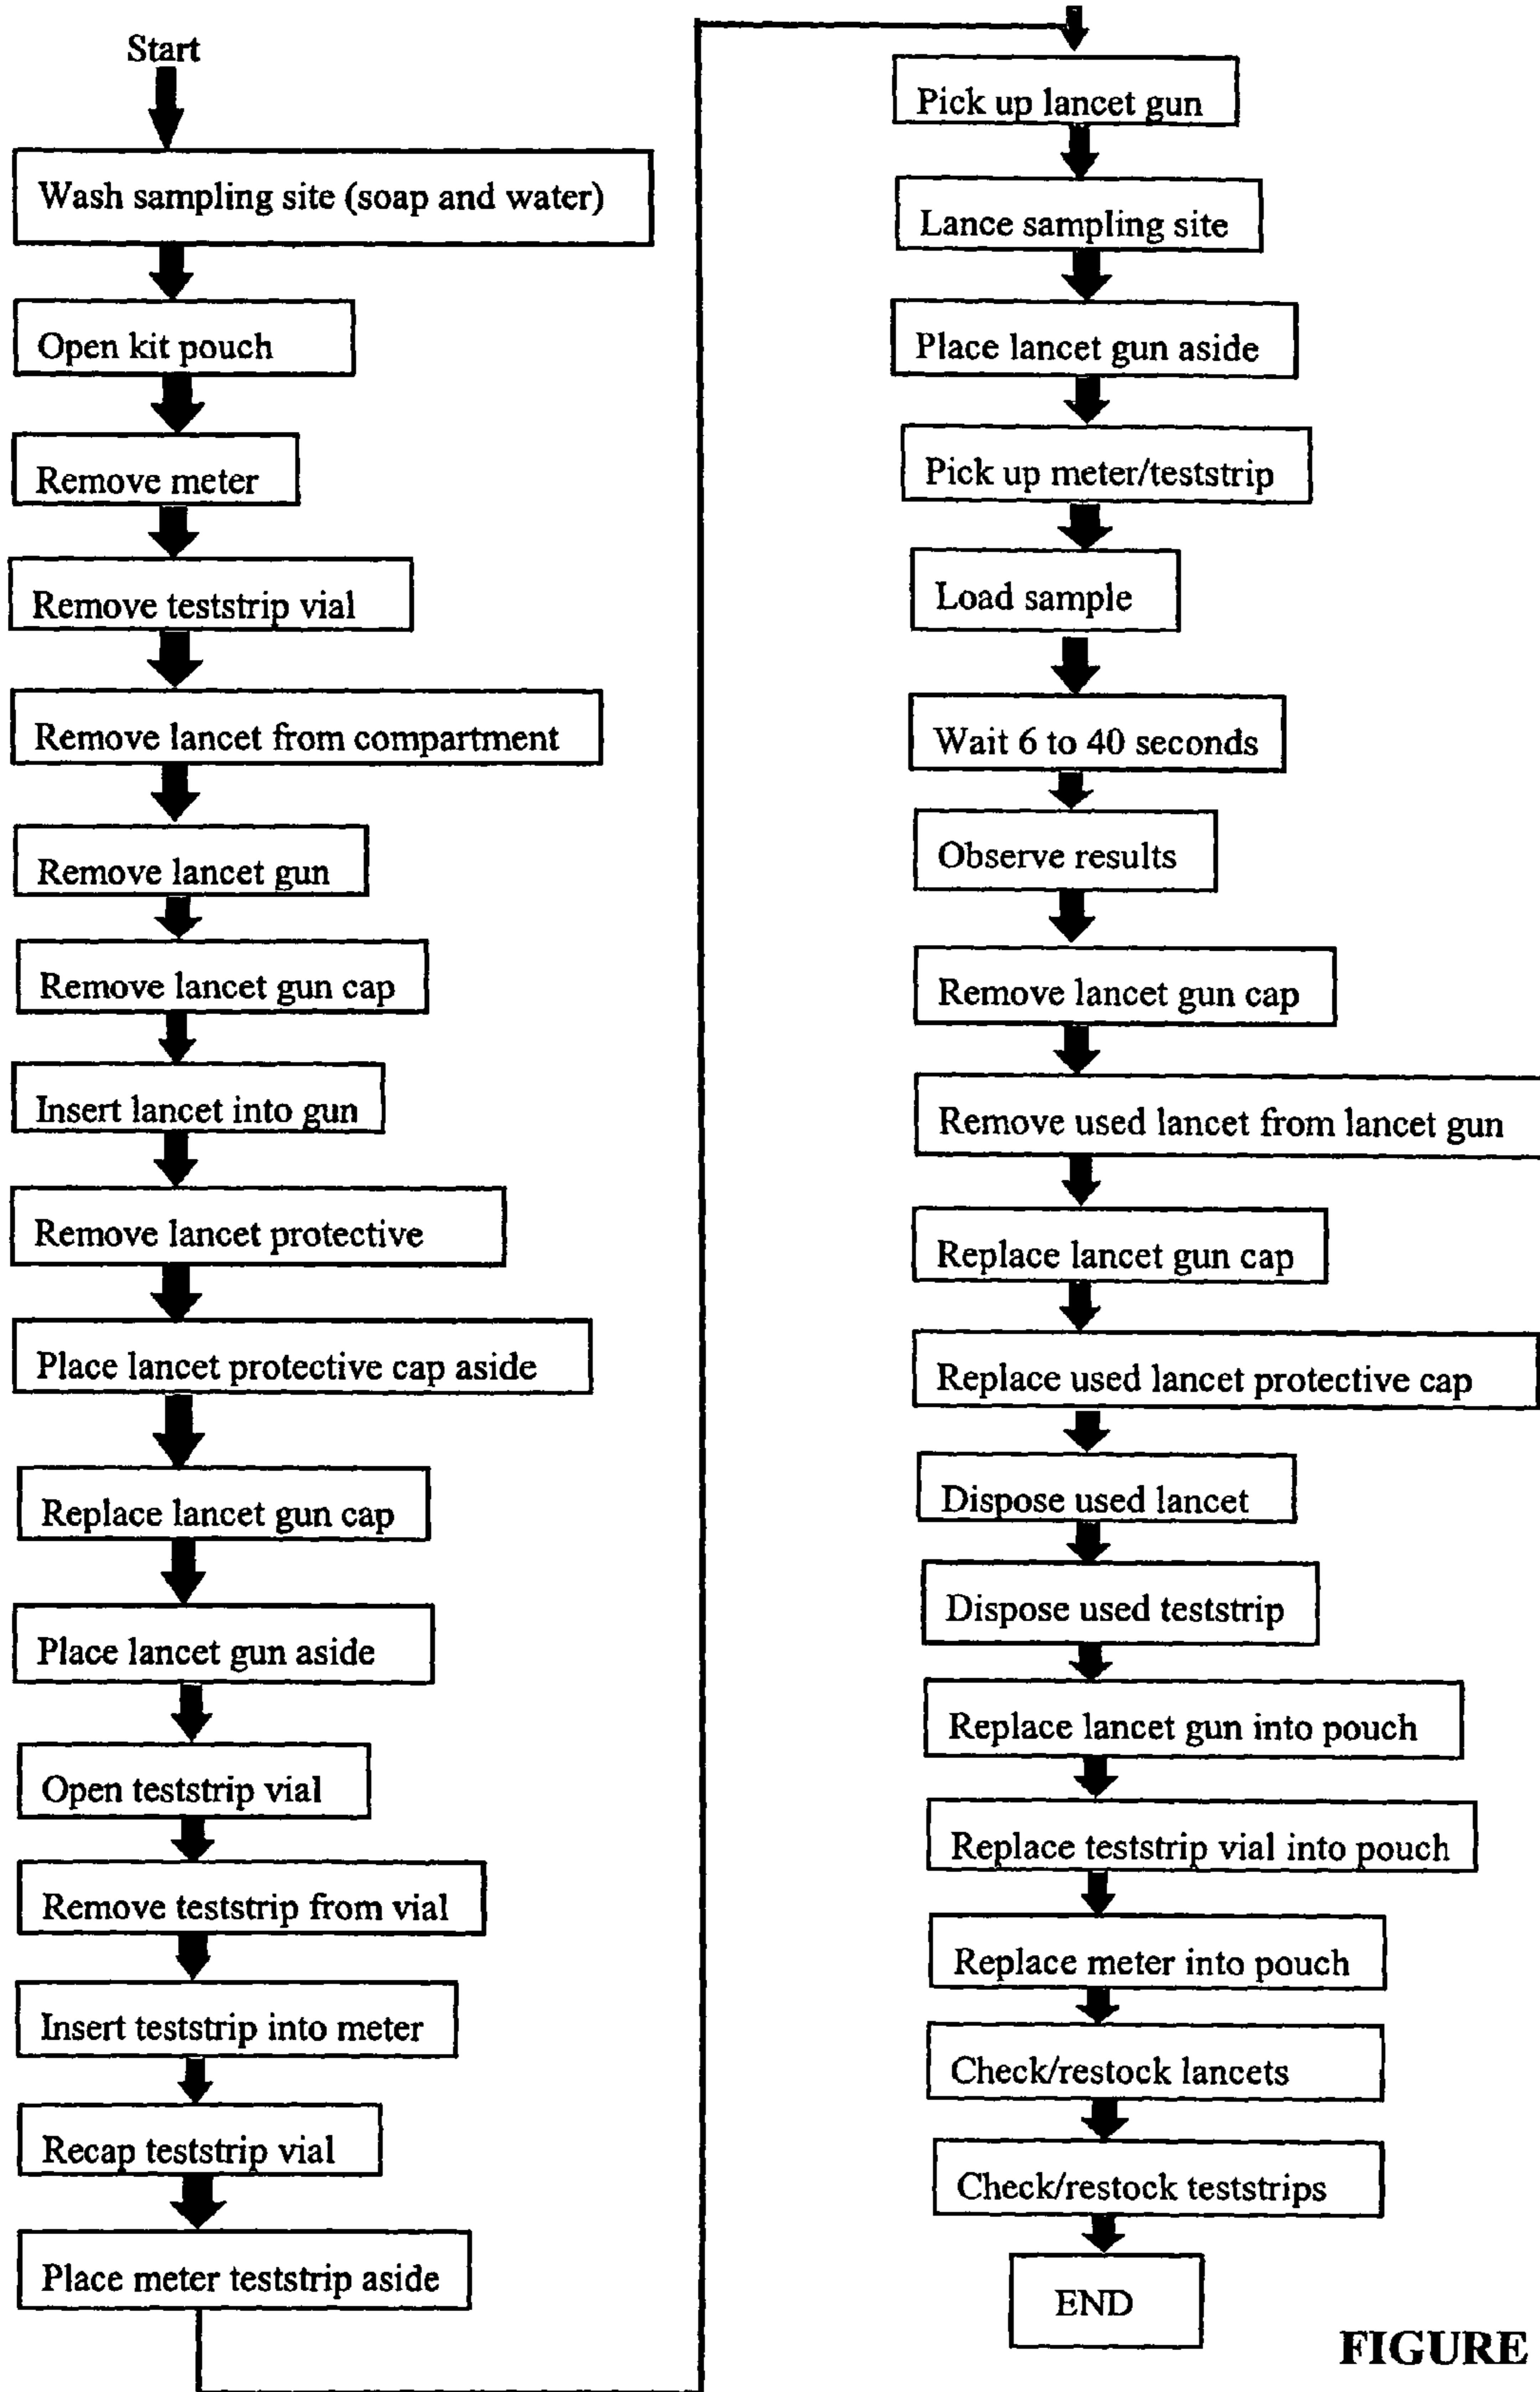 Start
Wash sampling site (soap and water)
Open kit pouch
Remove meter
Remove teststrip vial
Remove lancet from compartment
Remove lancet gun
Remove lancet gun cap
Insert lancet into gun
Remove lancet protective
Place lancet protective cap aside
Replace lancet gun cap
Place lancet gun aside
Open teststrip vial
Remove teststrip from vial
Insert teststrip into meter
Recap teststrip vial
Place meter teststrip aside
Pick up lancet gun
Lance sampling site
Place lancet gun aside
Pick up meter/teststrip
Load sample
Wait 6 to 40 seconds
Observe results
Remove lancet gun cap
Remove used lancet from lancet gun
Replace lancet gun cap
Replace used lancet protective cap
Dispose used lancet
Dispose used teststrip
Replace lancet gun into pouch
Replace teststrip vial into pouch
Replace meter into pouch
Check/restock lancets
Check/restock teststrips
END
FIGURE